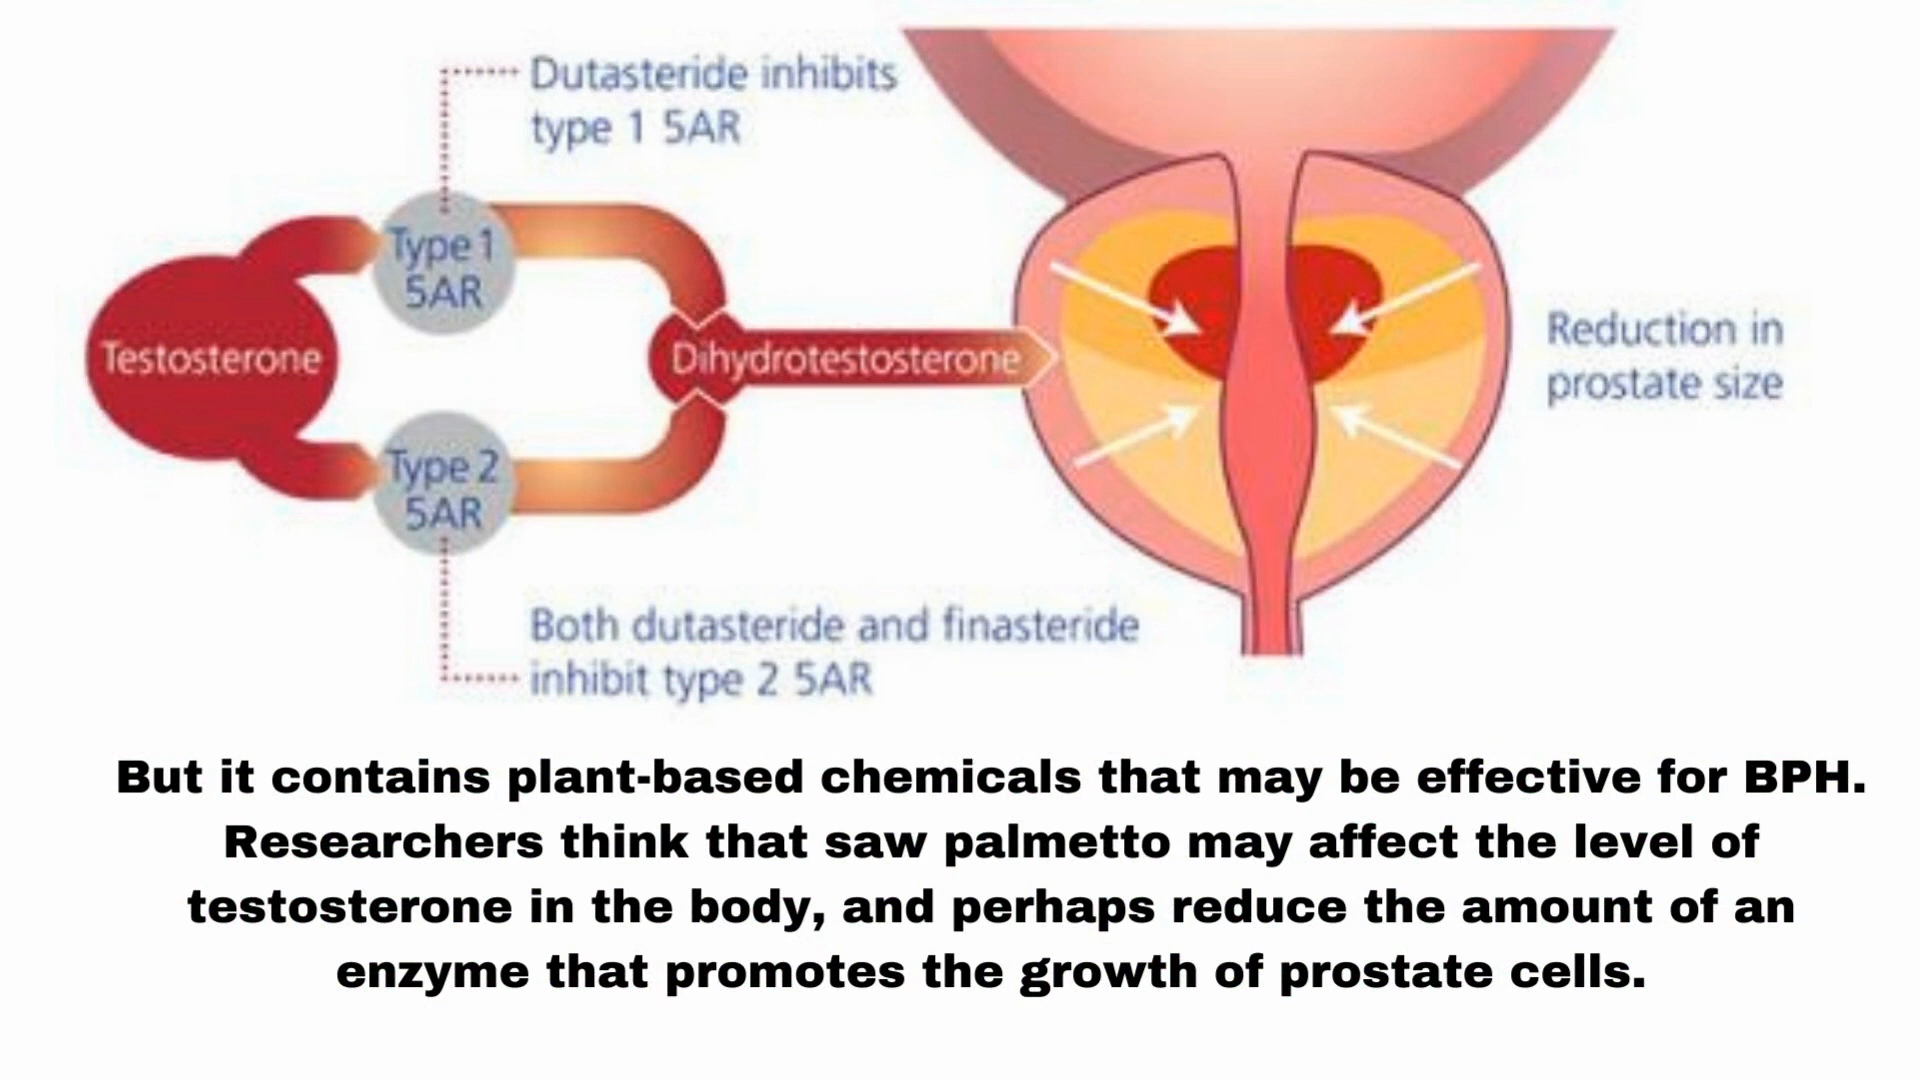 Dutasteride inhibits
type 1 5AR
Type 1
5AR
Testosterone
Dihydrotestosterone
Type 2
5AR
Reduction in
prostate size
Both dutasteride and finasteride
inhibit type 2 5AR
But it contains plant-based chemicals that may be effective for BPH.
Researchers think that saw palmetto may affect the level of
testosterone in the body, and perhaps reduce the amount of an
enzyme that promotes the growth of prostate cells.